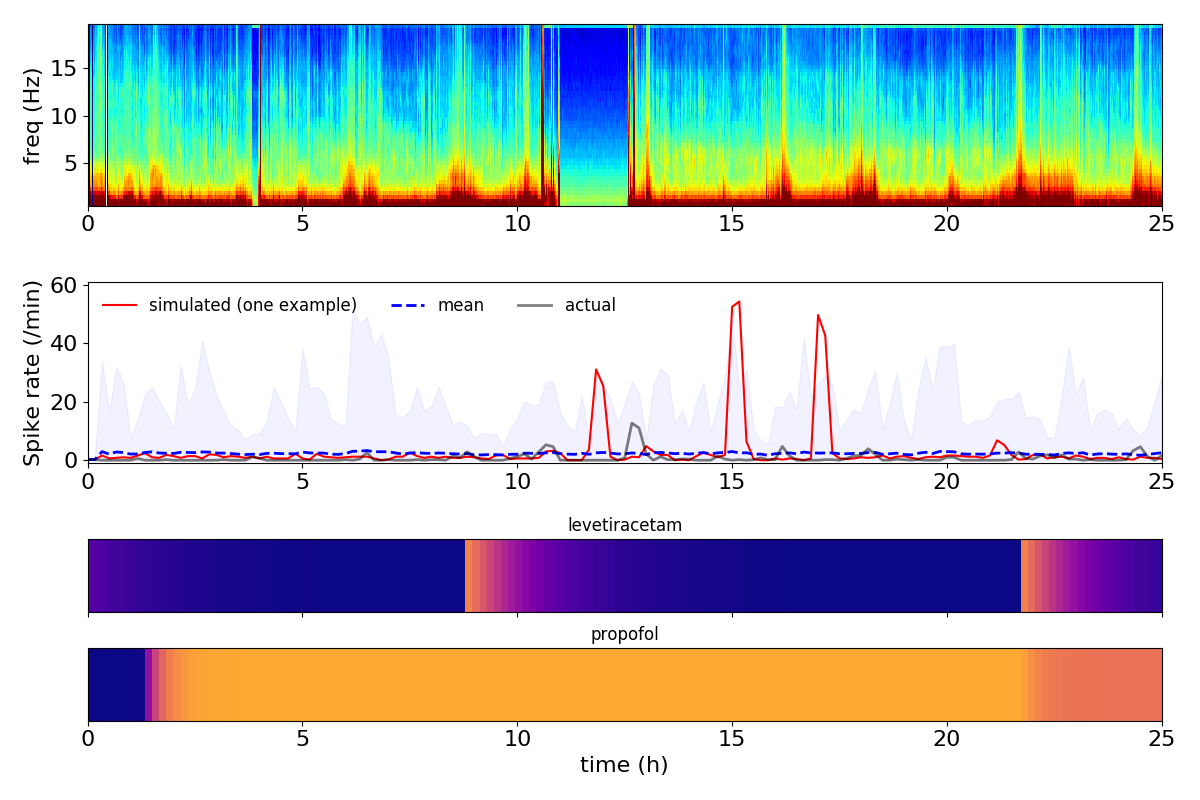 freq (Hz)
15
10
5
0 5 10 15 20 25
Spike rate (/min)
60
40
20
0
simulated (one example) mean actual
0 5 10 15 20 25
levetiracetam
propofol
0 5 10 15 20 25
time (h)